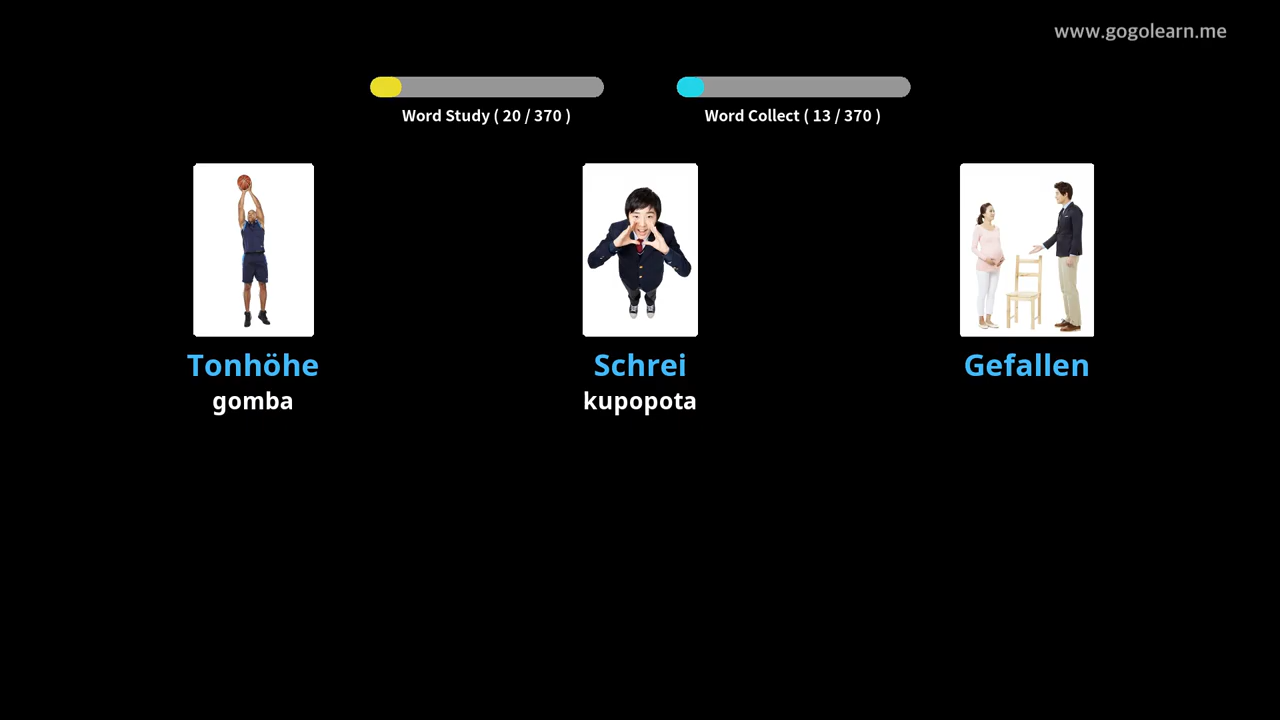 www.gogolearn.me
Word Study ( 20 / 370 )
Word Collect ( 13 / 370 )
Tonhöhe
gomba
Schrei
kupopota
Gefallen